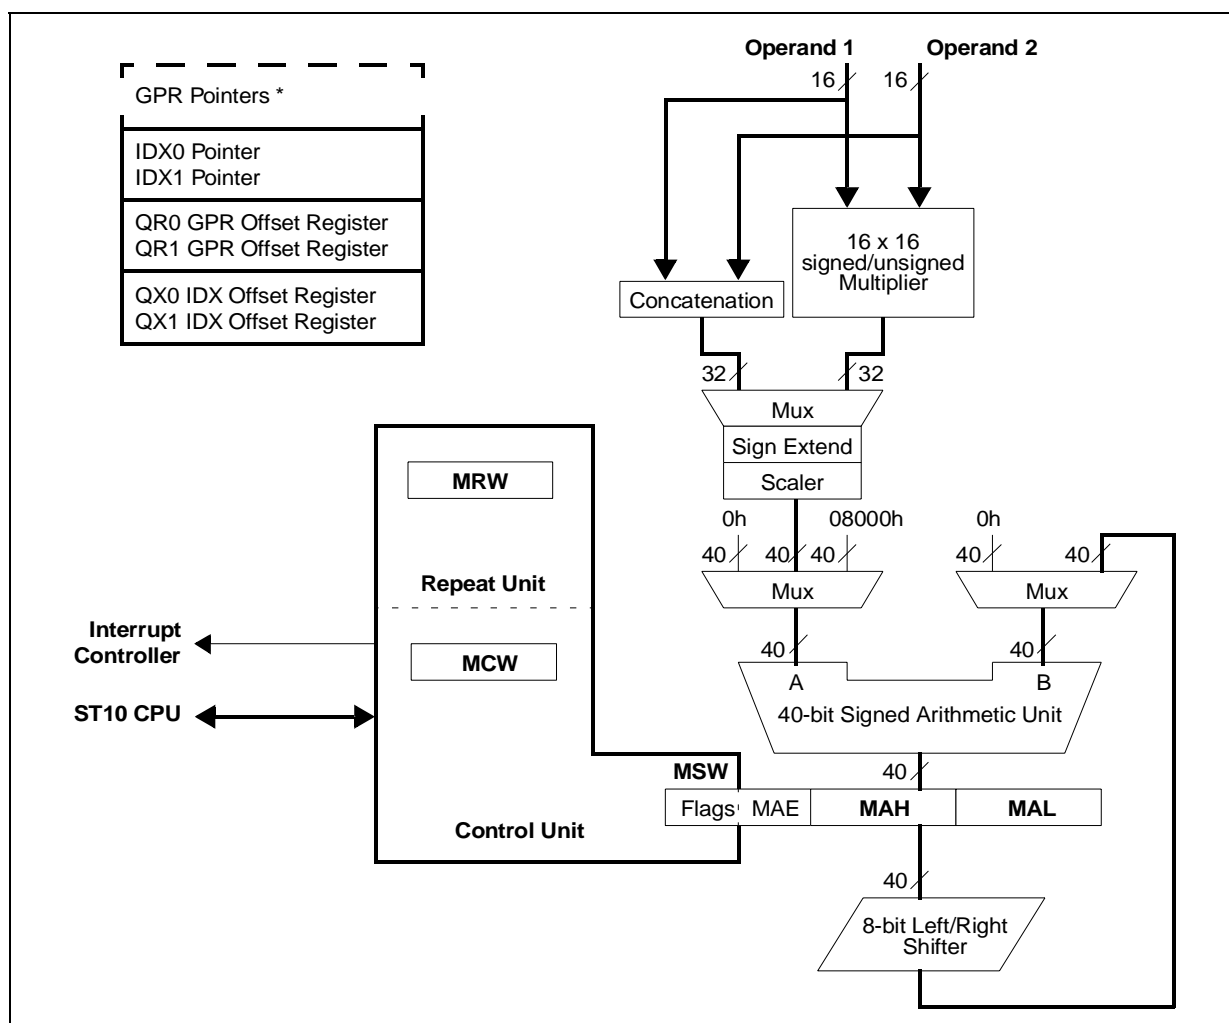 Operand 1
Operand 2
16
16
GPR Pointers *
IDX0 Pointer
IDX1 Pointer
QR0 GPR Offset Register
QR1 GPR Offset Register
QX0 IDX Offset Register
QX1 IDX Offset Register
16 x 16
signed/unsigned
Multiplier
Concatenation
32
32
Mux
Sign Extend
Scaler
MRW
0h
08000h
0h
40
40
40
40
40
Repeat Unit
Mux
Mux
Interrupt
Controller
MCW
40
40
A
B
ST10 CPU
40-bit Signed Arithmetic Unit
MSW
40
Flags
MAE
MAH
MAL
Control Unit
40
8-bit Left/Right
Shifter